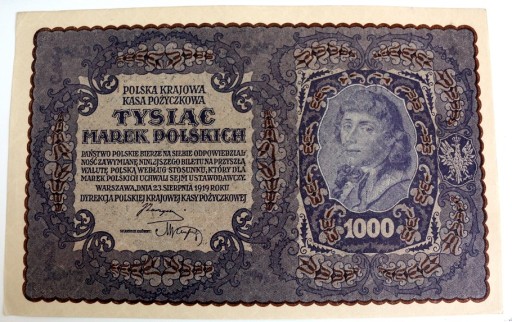 POLSKA KRAJOWA
KASA POŻYCZKOWA
TYSIĄC
MAREK POLSKICH
PAŃSTWO POLSKIE BIERZE NA SIEBIE ODPOWIEDZIAL
NOŚĆ ZA WYMIANĘ NINIEJSZEGO BILETU NA PRZYSZŁĄ
WALUTĘ POLSKĄ WEDŁUG STOSUNKU, KTÓRY DLA
MAREK POLSKICH UCHWALI SEJM USTAWODAWCZY.
WARSZAWA, DNIA 23 SIERPNIA 1919 ROKU
DYREKCJA POLSKIEJ KRAJOWEJ KASY POŻYCZKOWEJ
1000